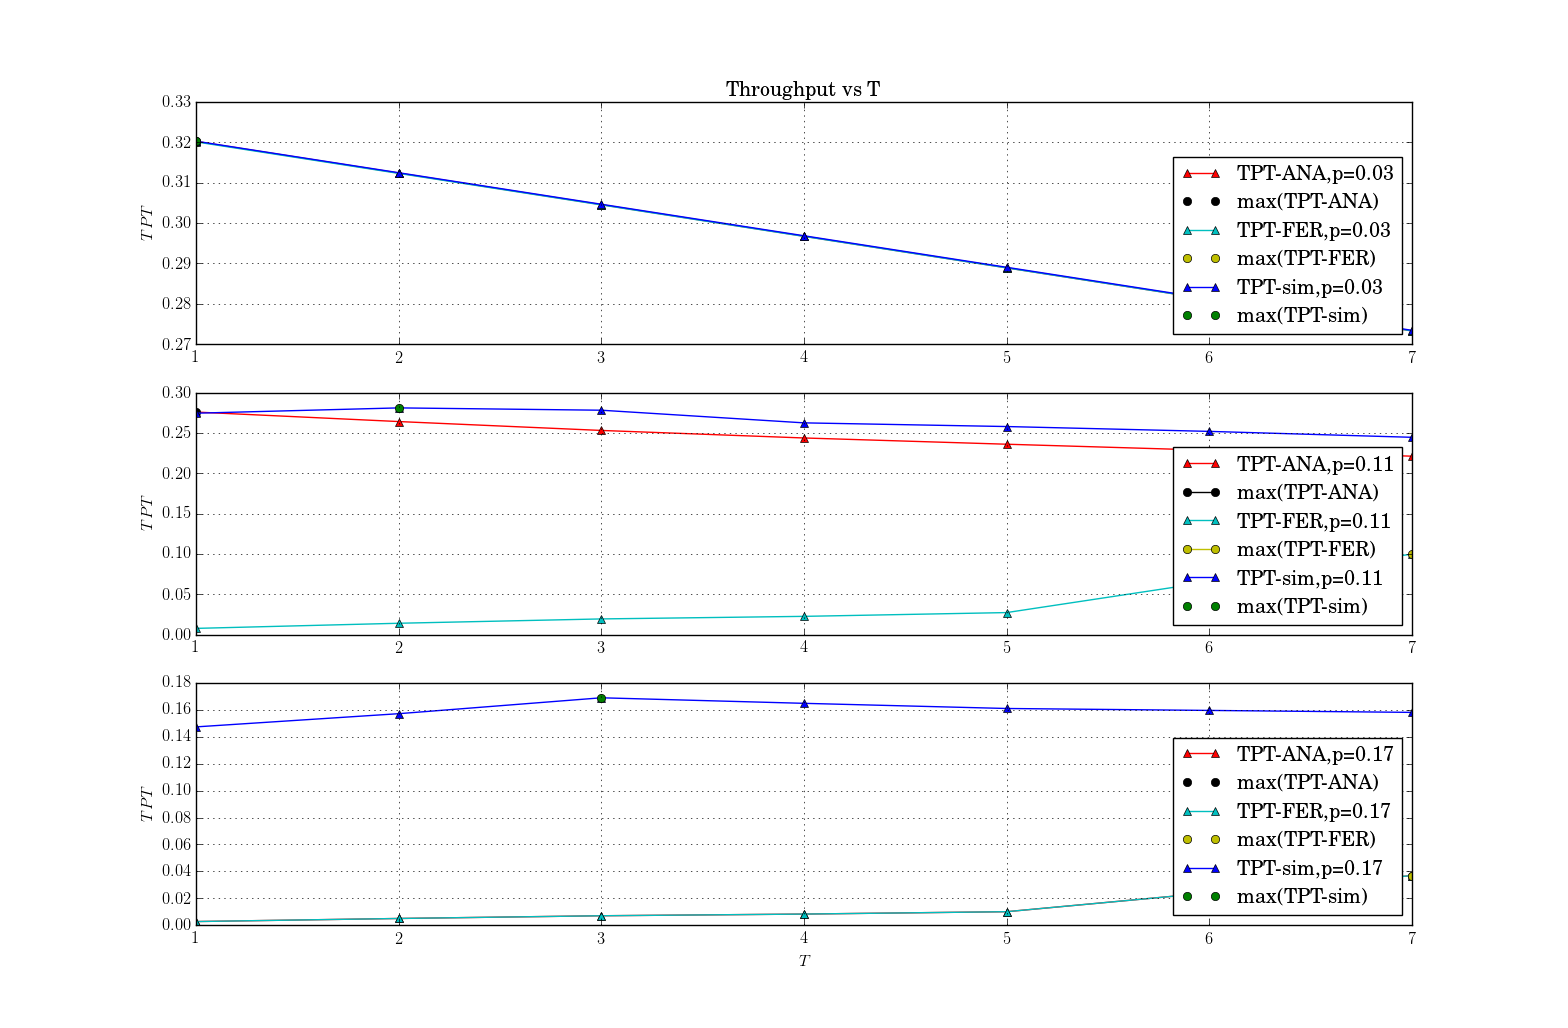 Throughput vs T
0.33
0.32
0.31
0.30
0.29
0.28
0.27
TPT
1 2 3 4 5 6 7
TPT-ANA,p=0.03
max(TPT-ANA)
TPT-FER,p=0.03
max(TPT-FER)
TPT-sim,p=0.03
max(TPT-sim)
0.30
0.25
0.20
0.15
0.10
0.05
0.00
TPT
1 2 3 4 5 6 7
TPT-ANA,p=0.11
max(TPT-ANA)
TPT-FER,p=0.11
max(TPT-FER)
TPT-sim,p=0.11
max(TPT-sim)
0.18
0.16
0.14
0.12
0.10
0.08
0.06
0.04
0.02
0.00
TPT
1 2 3 4 5 6 7
T
TPT-ANA,p=0.17
max(TPT-ANA)
TPT-FER,p=0.17
max(TPT-FER)
TPT-sim,p=0.17
max(TPT-sim)